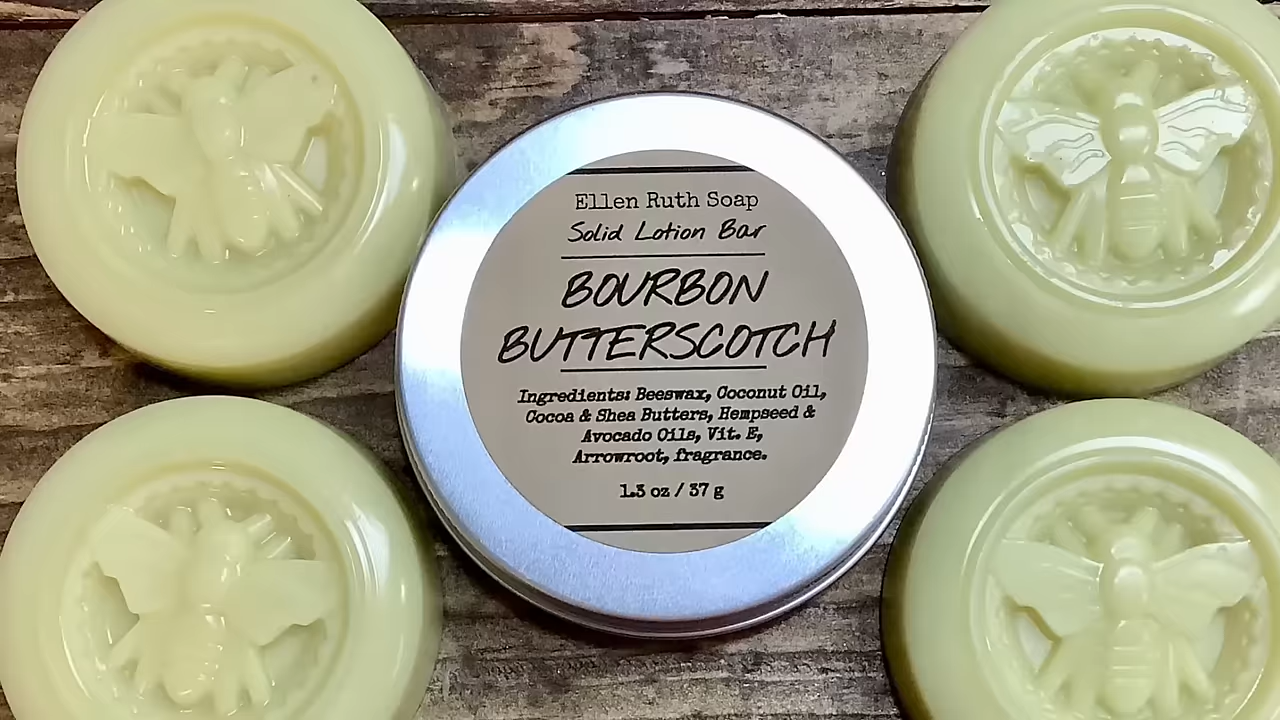 Ellen Ruth Soap
Solid Lotion Bar
BOURBON
BUTTERSCOTCH
Ingredients: Beeswax, Coconut Oil,
Cocoa & Shea Butters, Hempseed &
Avocado Oils, Vit. E,
Arrowroot, fragrance.
1.3 oz / 37 g